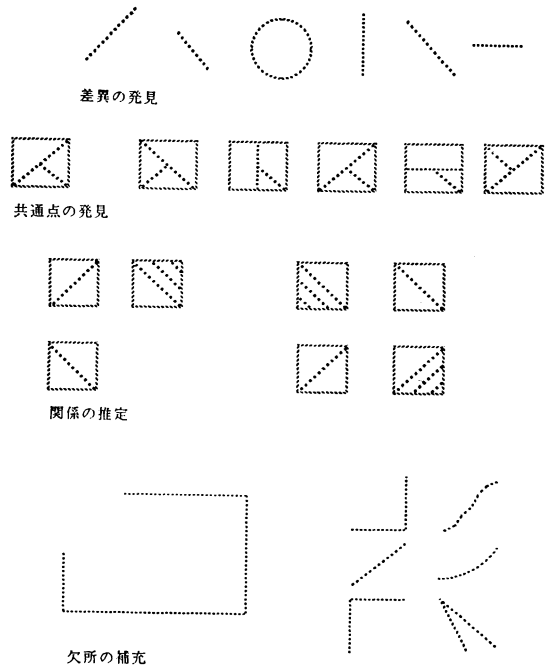 差異の発見
共通点の発見
関係の推定
欠所の補充